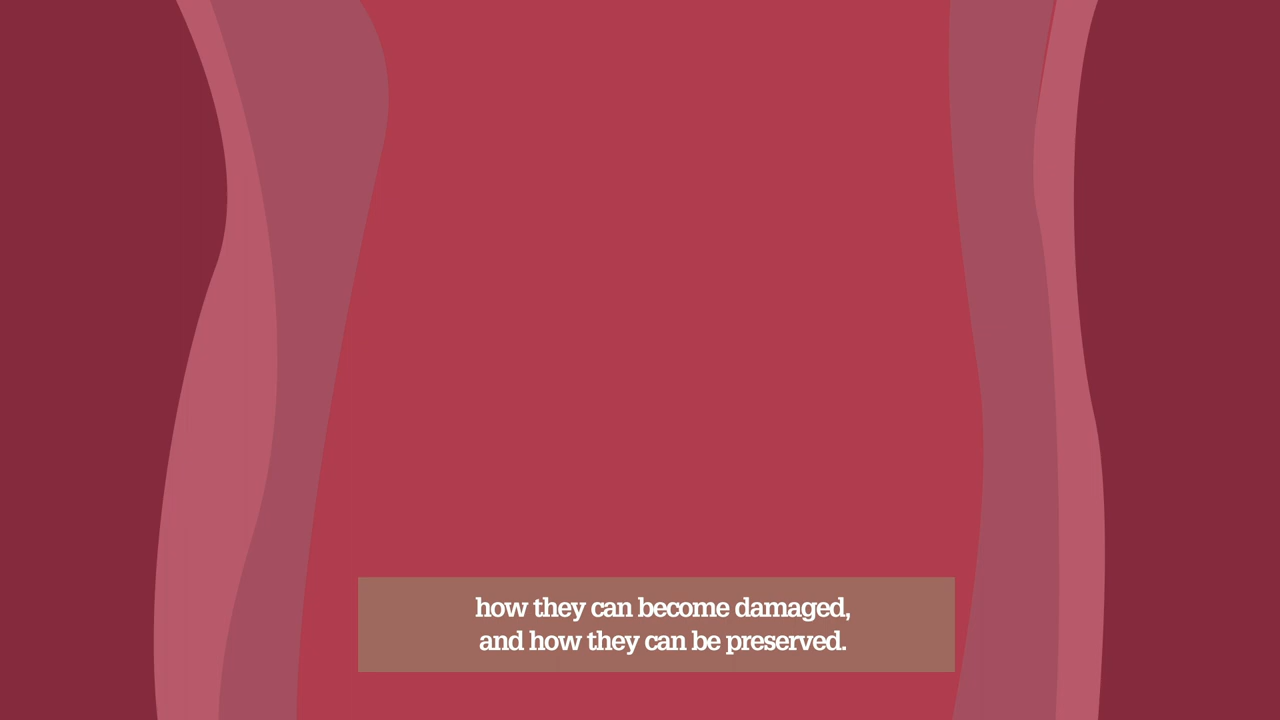 how they can become damaged,
and how they can be preserved.